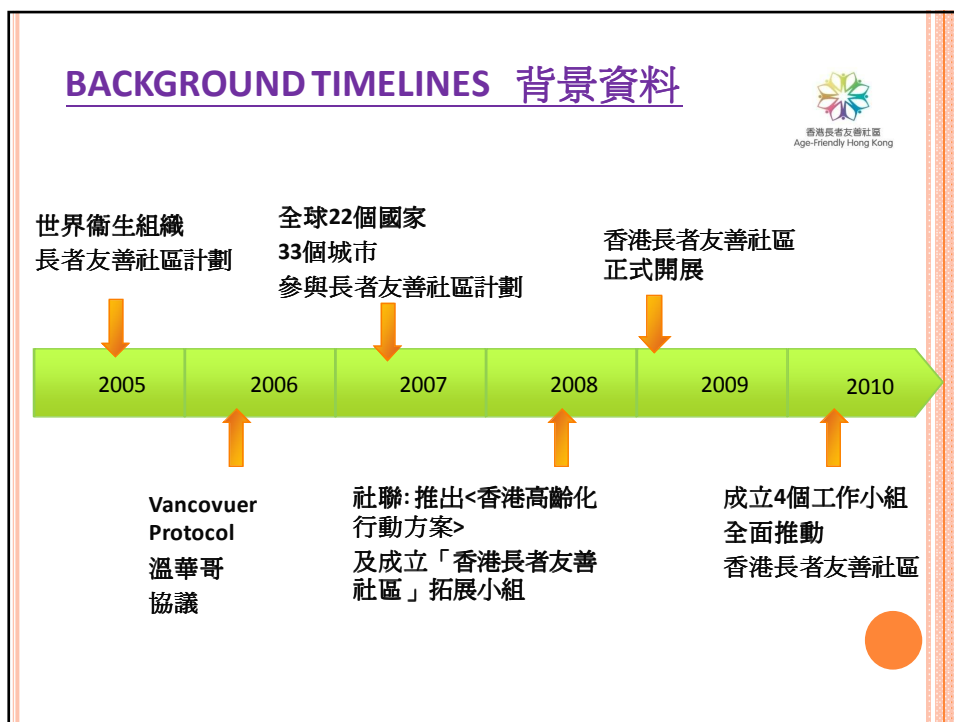 BACKGROUND TIMELINES 背景資料
香港長者友善社區
Age-Friendly Hong Kong
世界衞生組織
長者友善社區計劃
全球22個國家
33個城市
參與長者友善社區計劃
香港長者友善社區
正式開展
2005
2006
2007
2008
2009
2010
Vancovuer
Protocol
溫華哥
協議
社聯:推出<香港高齡化
行動方案>
及成立「香港長者友善
社區」拓展小組
成立4個工作小組
全面推動
香港長者友善社區